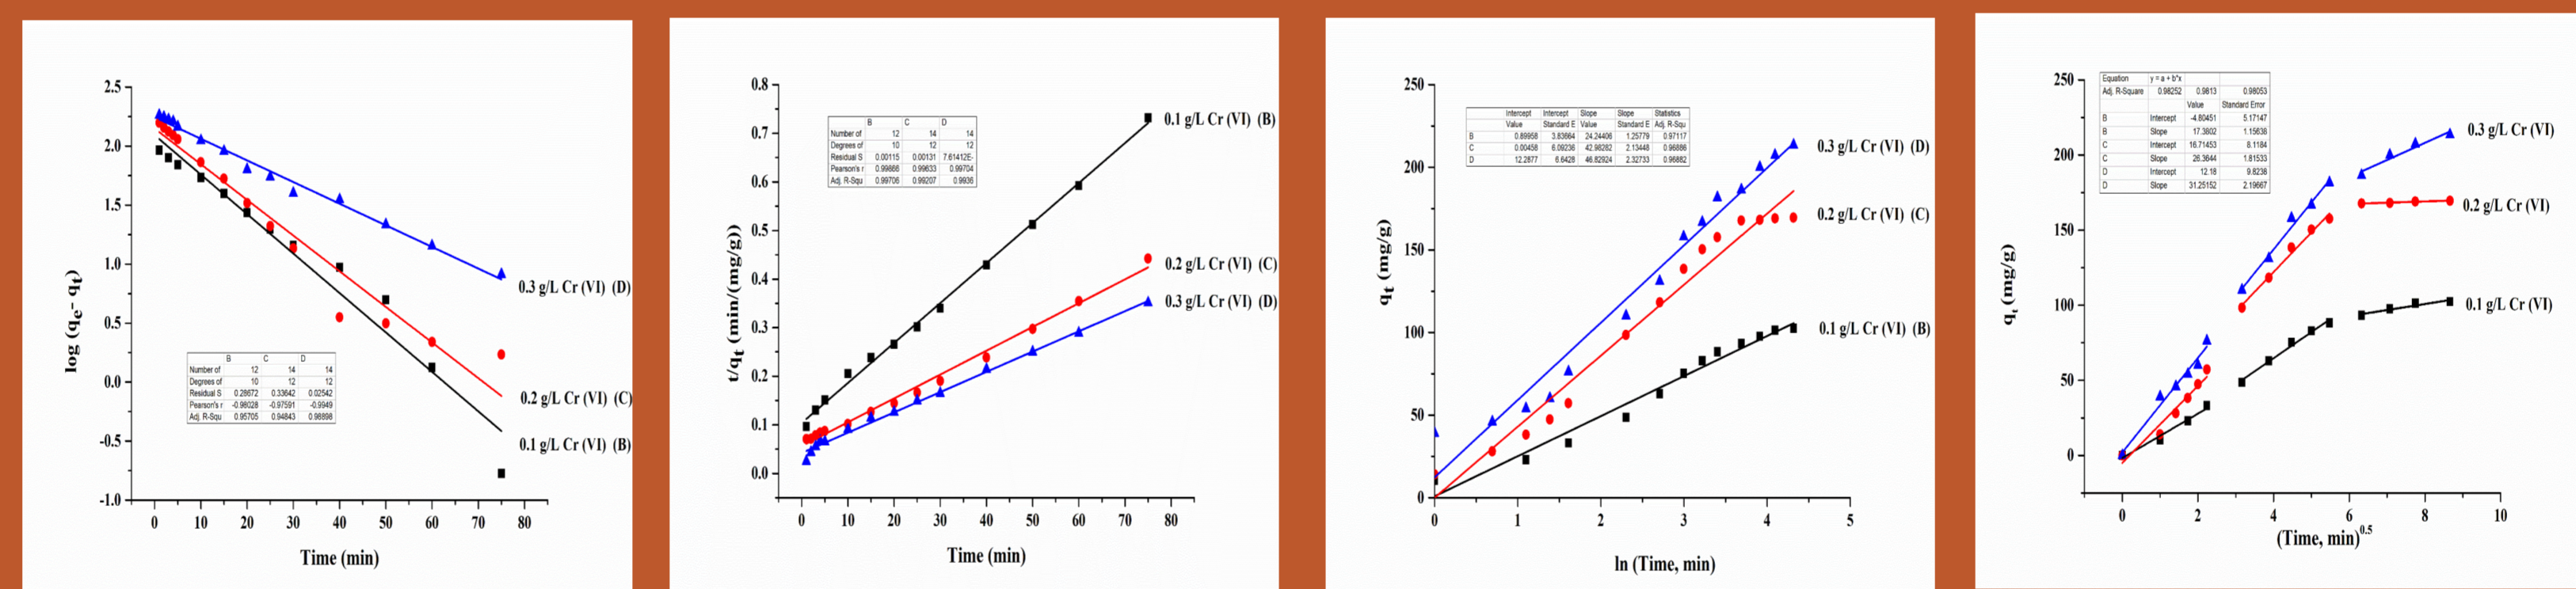 2.5
2.0
1.5
1.0
0.5
0.0
-0.5
-1.0
log (qe- qt)
0 10 20 30 40 50 60 70 80
Time (min)
0.3 g/L Cr (VI) (D)
0.2 g/L Cr (VI) (C)
0.1 g/L Cr (VI) (B)
B C D
Number of 12 14 14
Degrees of 10 12 12
Residual S 0.28672 0.33642 0.02542
Pearson's r -0.98028 -0.97591 -0.9949
Adj. R-Squ 0.95705 0.94843 0.98898
0.8
0.7
0.6
0.5
0.4
0.3
0.2
0.1
0.0
t/qt (min/(mg/g))
0 10 20 30 40 50 60 70 80
Time (min)
0.1 g/L Cr (VI) (B)
0.2 g/L Cr (VI) (C)
0.3 g/L Cr (VI) (D)
B C D
Number of 12 14 14
Degrees of 10 12 12
Residual S 0.00115 0.00131 7.61412E-
Pearson's r 0.99866 0.99633 0.99704
Adj. R-Squ 0.99706 0.99207 0.9936
250
200
150
100
50
0
qt (mg/g)
0 1 2 3 4 5
ln (Time, min)
0.3 g/L Cr (VI) (D)
0.2 g/L Cr (VI) (C)
0.1 g/L Cr (VI) (B)
Intercept Intercept Slope Slope Statistics
Value Standard E Value Standard E Adj. R-Squ
B 0.89958 3.83664 24.24406 1.25779 0.97117
C 0.00458 6.09236 42.98282 2.13448 0.96886
D 12.2877 6.6428 46.82924 2.32733 0.96882
250
200
150
100
50
0
qt (mg/g)
0 2 4 6 8 10
(Time, min)0.5
0.3 g/L Cr (VI)
0.2 g/L Cr (VI)
0.1 g/L Cr (VI)
Equation y = a + b*x
Adj. R-Square 0.98252 0.9813 0.98053
Value Standard Error
B Intercept -4.80451 5.17147
B Slope 17.3802 1.15638
C Intercept 16.71453 8.1184
C Slope 26.3644 1.81533
D Intercept 12.18 9.8238
D Slope 31.25152 2.19667